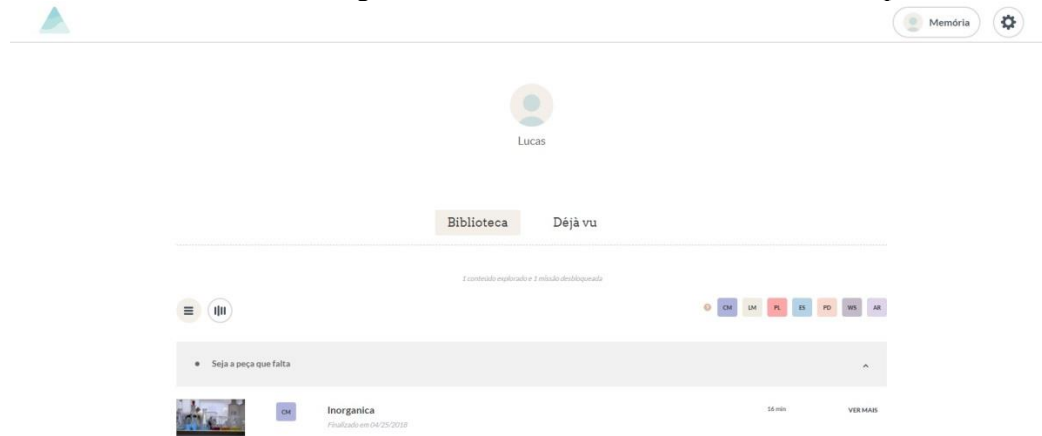 Memória
Lucas
Biblioteca Déjà vu
1 conteúdo explorado e 1 missão desbloqueada
CM LM PL ES PD WS AR
Seja a peça que falta
CM Inorganica 16 min VER MAIS
Finalizado em 04/25/2018